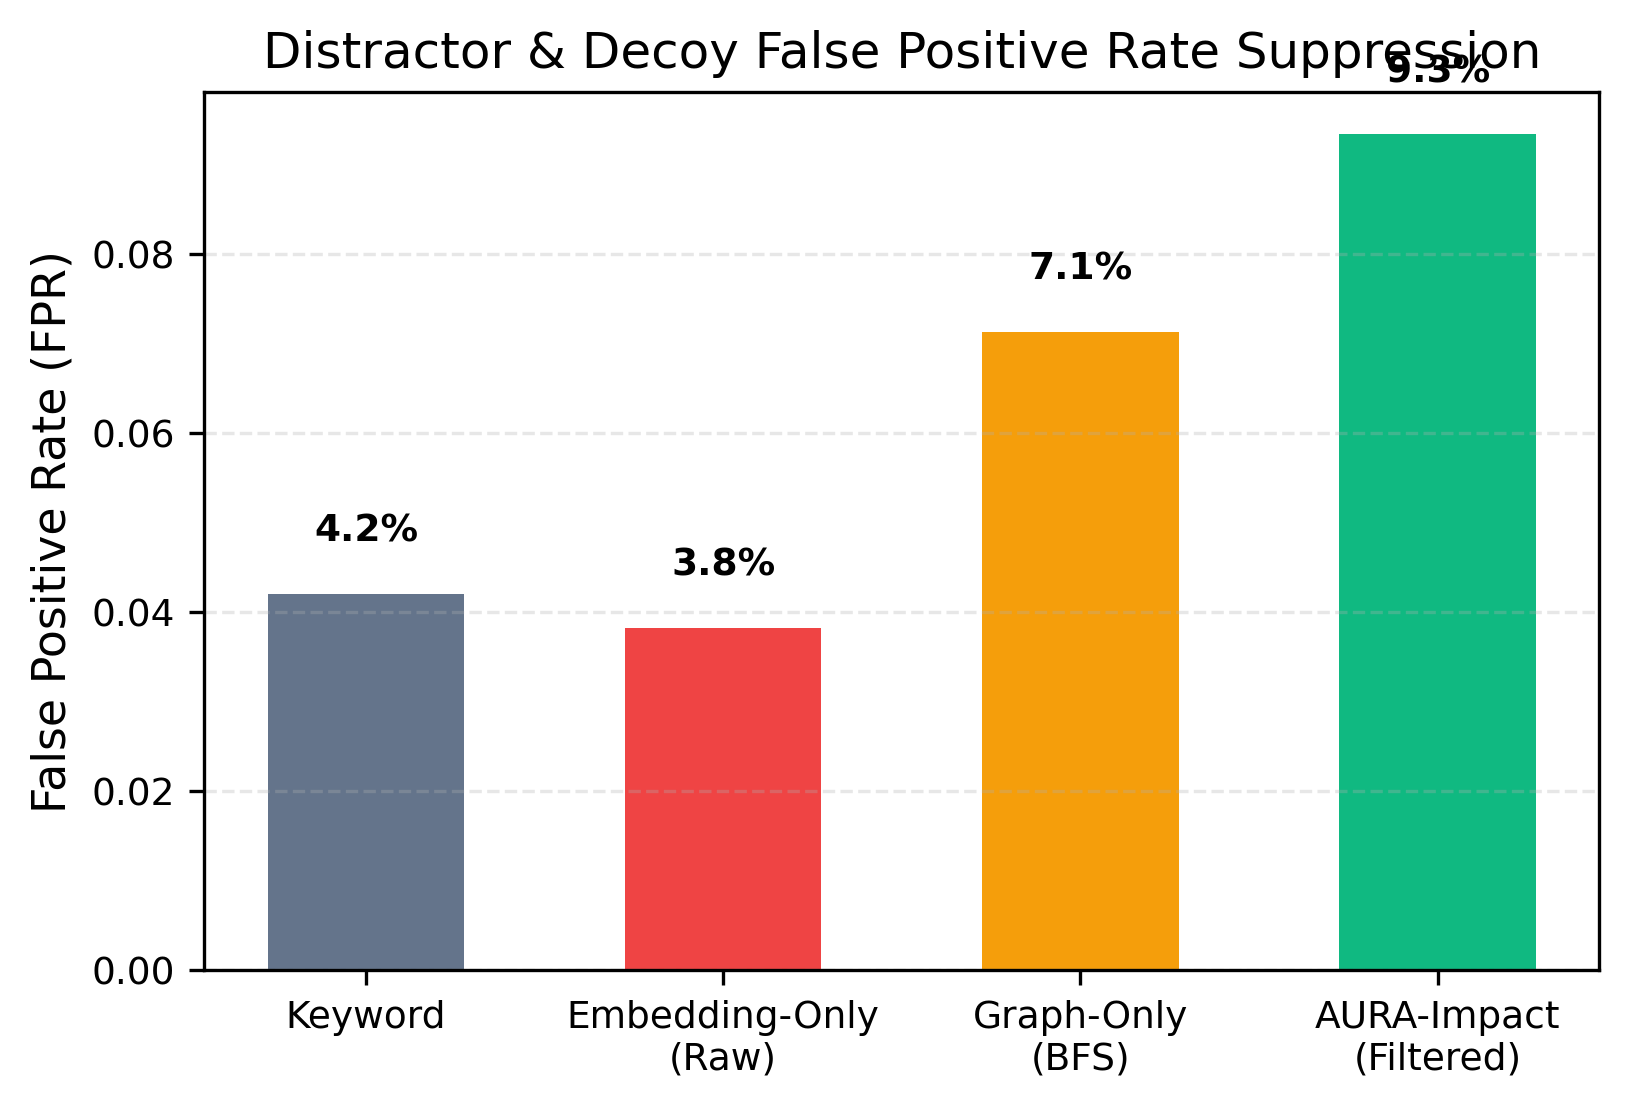 Distractor & Decoy False Positive Rate Suppression
9.3%
7.1%
4.2%
3.8%
False Positive Rate (FPR)
0.08
0.06
0.04
0.02
0.00
Keyword
Embedding-Only
(Raw)
Graph-Only
(BFS)
AURA-Impact
(Filtered)